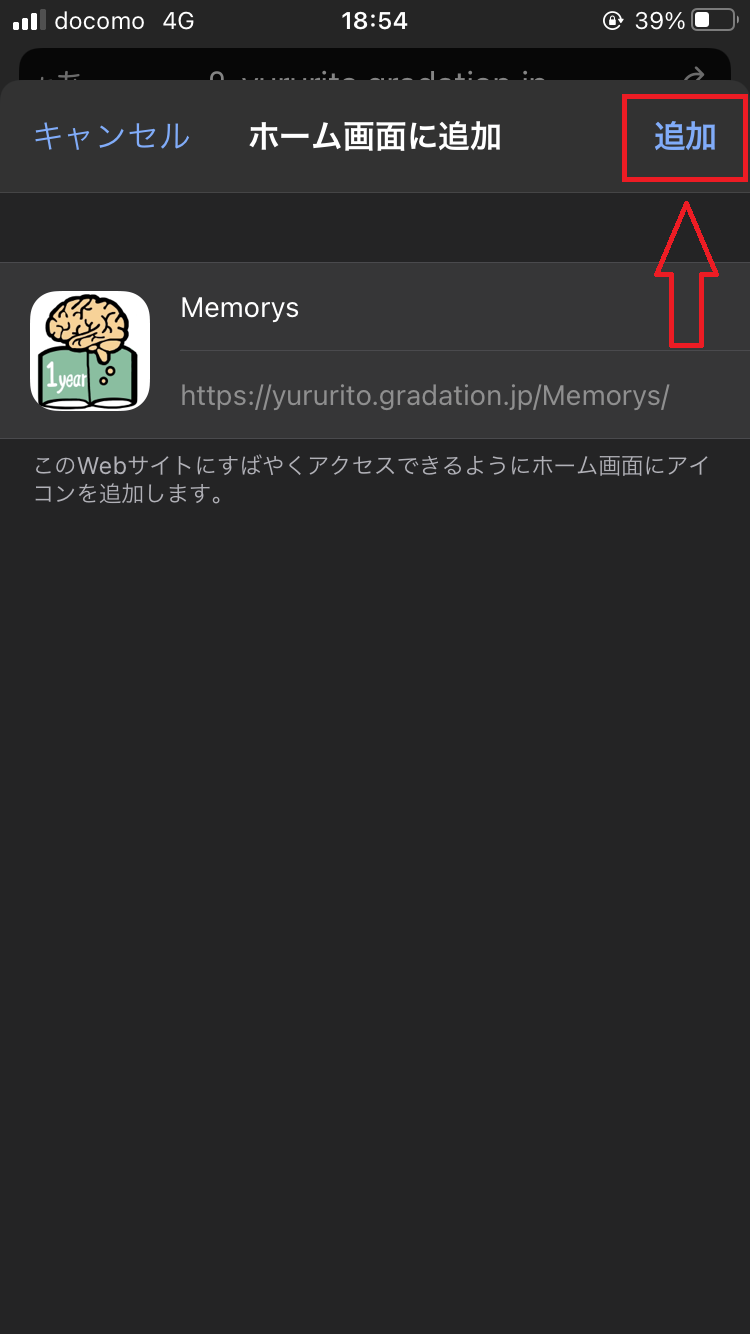 docomo 4G 18:54 39%
キャンセル ホーム画面に追加 追加
Memorys
1year
https://yururito.gradation.jp/Memorys/
このWebサイトにすばやくアクセスできるようにホーム画面にアイ
コンを追加します。